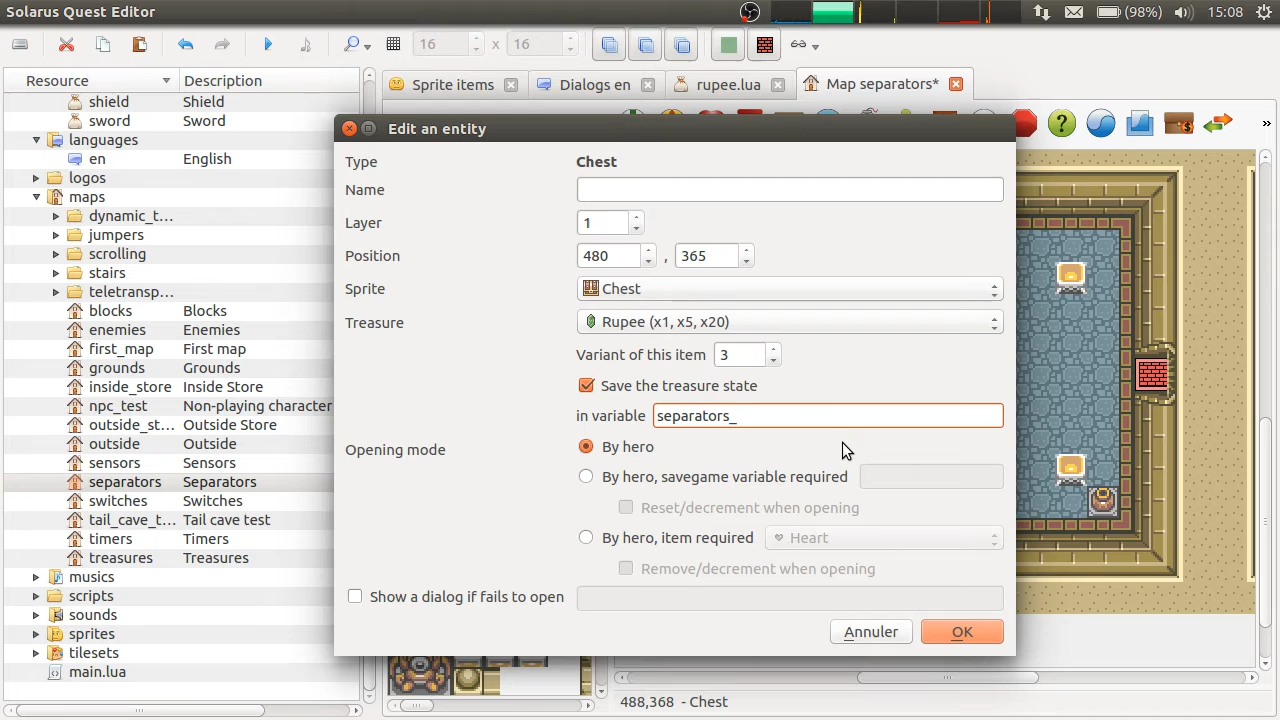 Solarus Quest Editor
(98%) 15:08
16 x 16
Resource Description
Sprite items Dialogs en rupee.lua Map separators*
shield Shield
sword Sword
languages
en English
logos
maps
dynamic_t...
jumpers
scrolling
stairs
teletransp...
blocks Blocks
enemies Enemies
first_map First map
grounds Grounds
inside_store Inside Store
npc_test Non-playing character
outside_st... Outside Store
outside Outside
sensors Sensors
separators Separators
switches Switches
tail_cave_t... Tail cave test
timers Timers
treasures Treasures
musics
scripts
sounds
sprites
tilesets
main.lua
»
Edit an entity
Type Chest
Name
Layer 1
Position 480 , 365
Sprite Chest
Treasure Rupee (x1, x5, x20)
Variant of this item 3
Save the treasure state
in variable separators_
Opening mode By hero
By hero, savegame variable required
Reset/decrement when opening
By hero, item required Heart
Remove/decrement when opening
Show a dialog if fails to open
Annuler OK
488,368 - Chest